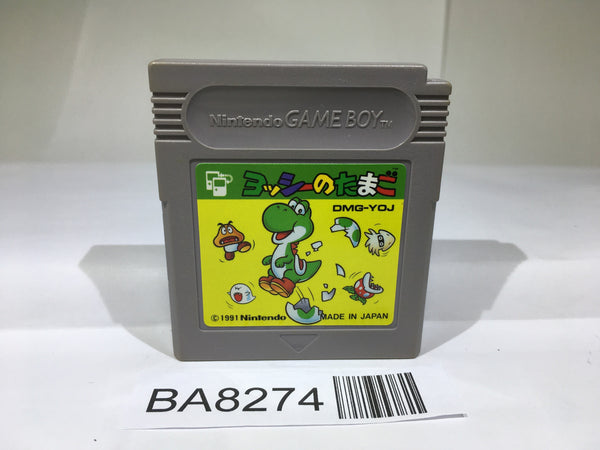 Nintendo GAME BOY TM
ヨッシーのたまご
DMG-YOJ
©1991 Nintendo MADE IN JAPAN
BA8274